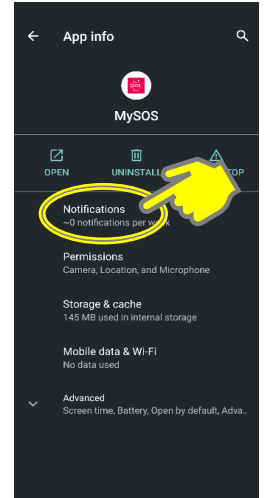 App info
MySOS
OPEN UNINSTALL
Notifications
~0 notifications per week
Permissions
Camera, Location, and Microphone
Storage & cache
145 MB used in internal storage
Mobile data & Wi-Fi
No data used
Advanced
Screen time, Battery, Open by default, Adva..